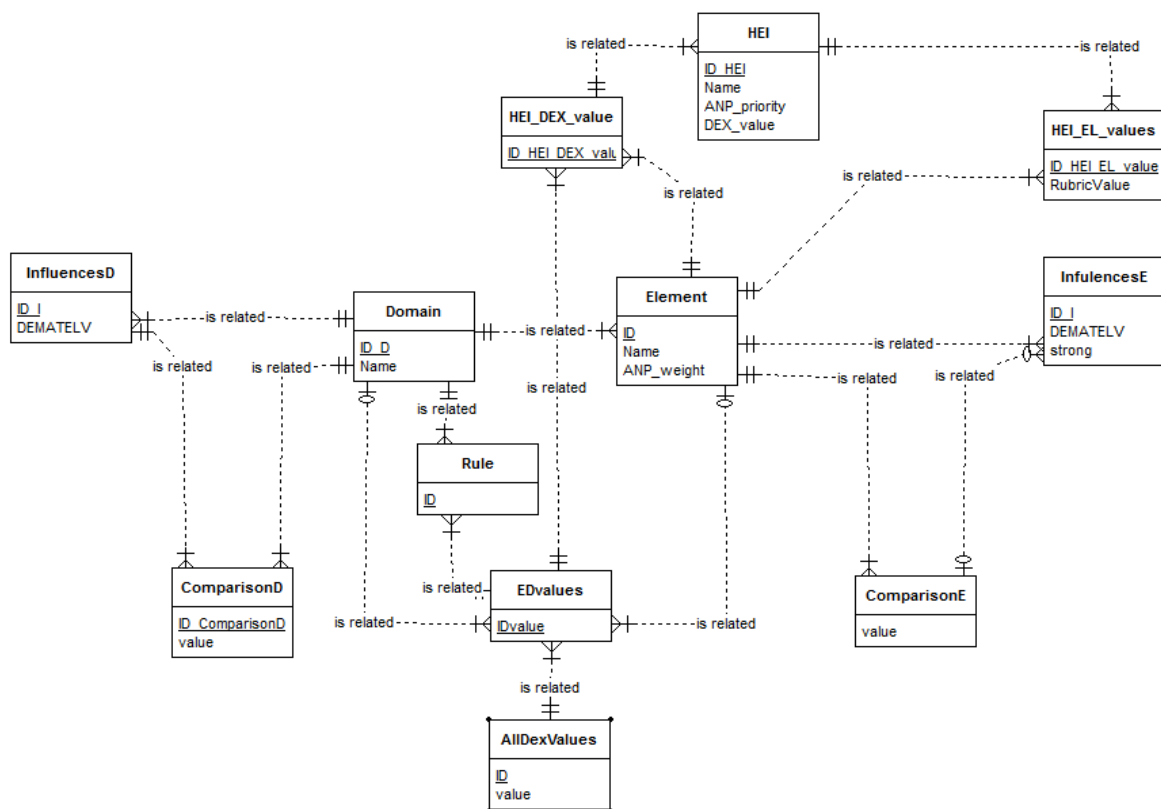 HEI
ID_HEI
Name
ANP_priority
DEX_value
is related
is related
HEI_DEX_value
ID_HEI_DEX_valu
HEI_EL_values
ID_HEI_EL_value
RubricValue
is related
is related
is related
InfluencesD
ID_I
DEMATELV
is related
Domain
ID_D
Name
is related
Element
ID
Name
ANP_weight
InfulencesE
ID_I
DEMATELV
strong
is related
is related
is related
is related
is related
is related
Rule
ID
is related
is related
is related
EDvalues
IDvalue
ComparisonD
ID_ComparisonD
value
ComparisonE
value
is related
AllDexValues
ID
value